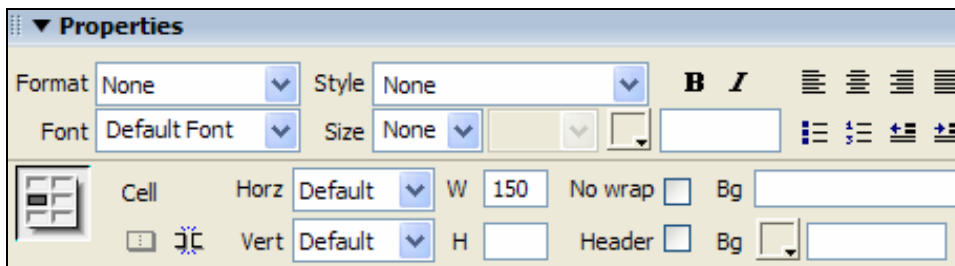 Properties
Format None Style None B I
Font Default Font Size None
Cell Horz Default W 150 No wrap Bg
Vert Default H Header Bg